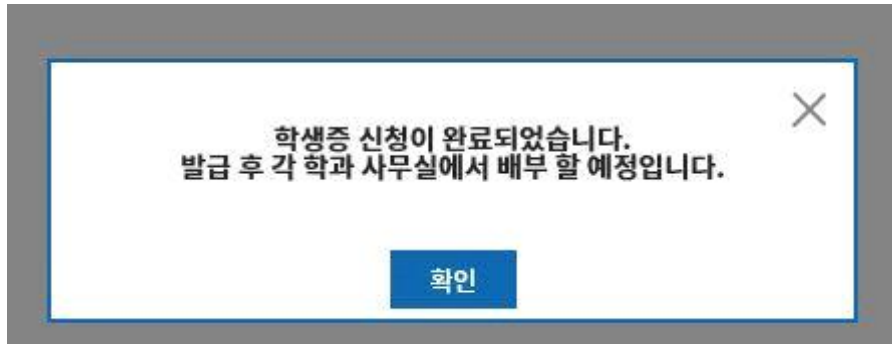 학생증 신청이 완료되었습니다.
발급 후 각 학과 사무실에서 배부 할 예정입니다.
확인